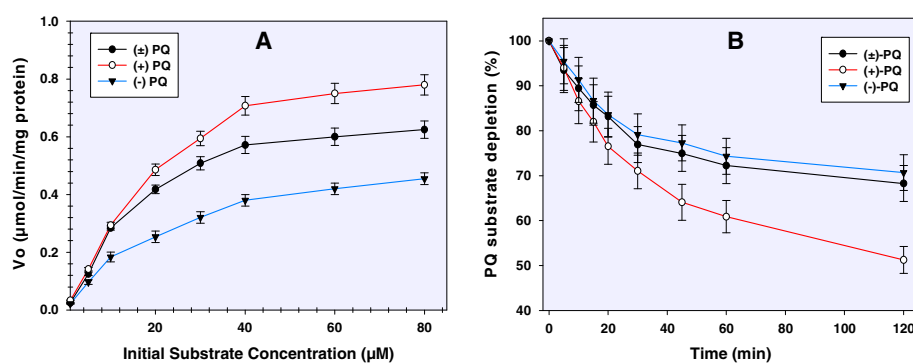 A
(±) PQ
(+) PQ
(-) PQ
Vo (µmol/min/mg protein)
1.0
0.8
0.6
0.4
0.2
0.0
20
40
60
80
Initial Substrate Concentration (µM)
B
(±)-PQ
(+)-PQ
(-)-PQ
PQ substrate depletion (%)
100
90
80
70
60
50
40
0
20
40
60
80
100
120
Time (min)